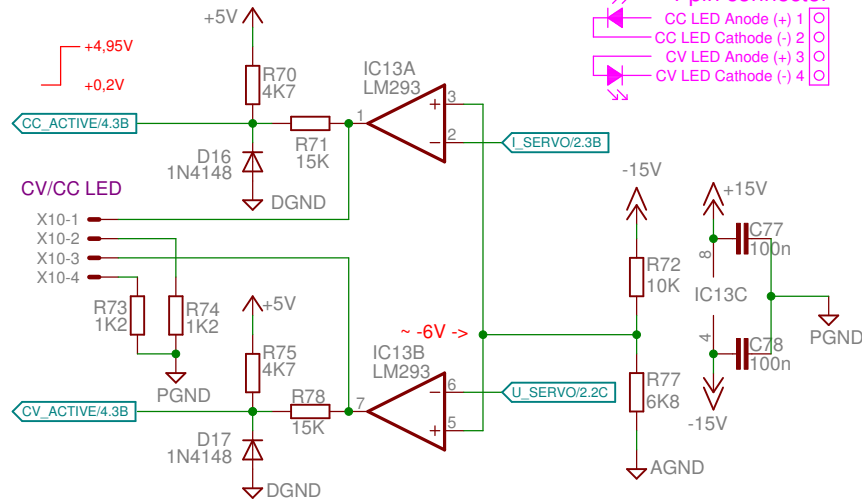 +5V
CC LED Anode (+) 1
CC LED Cathode (-) 2
CV LED Anode (+) 3
CV LED Cathode (-) 4
+4,95V
+0,2V
R70
4K7
IC13A
LM293
3
1
2
CC_ACTIVE/4.3B
R71
15K
I_SERVO/2.3B
D16
1N4148
DGND
CV/CC LED
X10-1
X10-2
X10-3
X10-4
-15V
+15V
C77
100n
8
R72
10K
IC13C
R73
1K2
R74
1K2
+5V
~ -6V ->
4
C78
100n
PGND
PGND
R75
4K7
IC13B
LM293
6
7
5
U_SERVO/2.2C
R77
6K8
-15V
CV_ACTIVE/4.3B
R78
15K
D17
1N4148
DGND
AGND